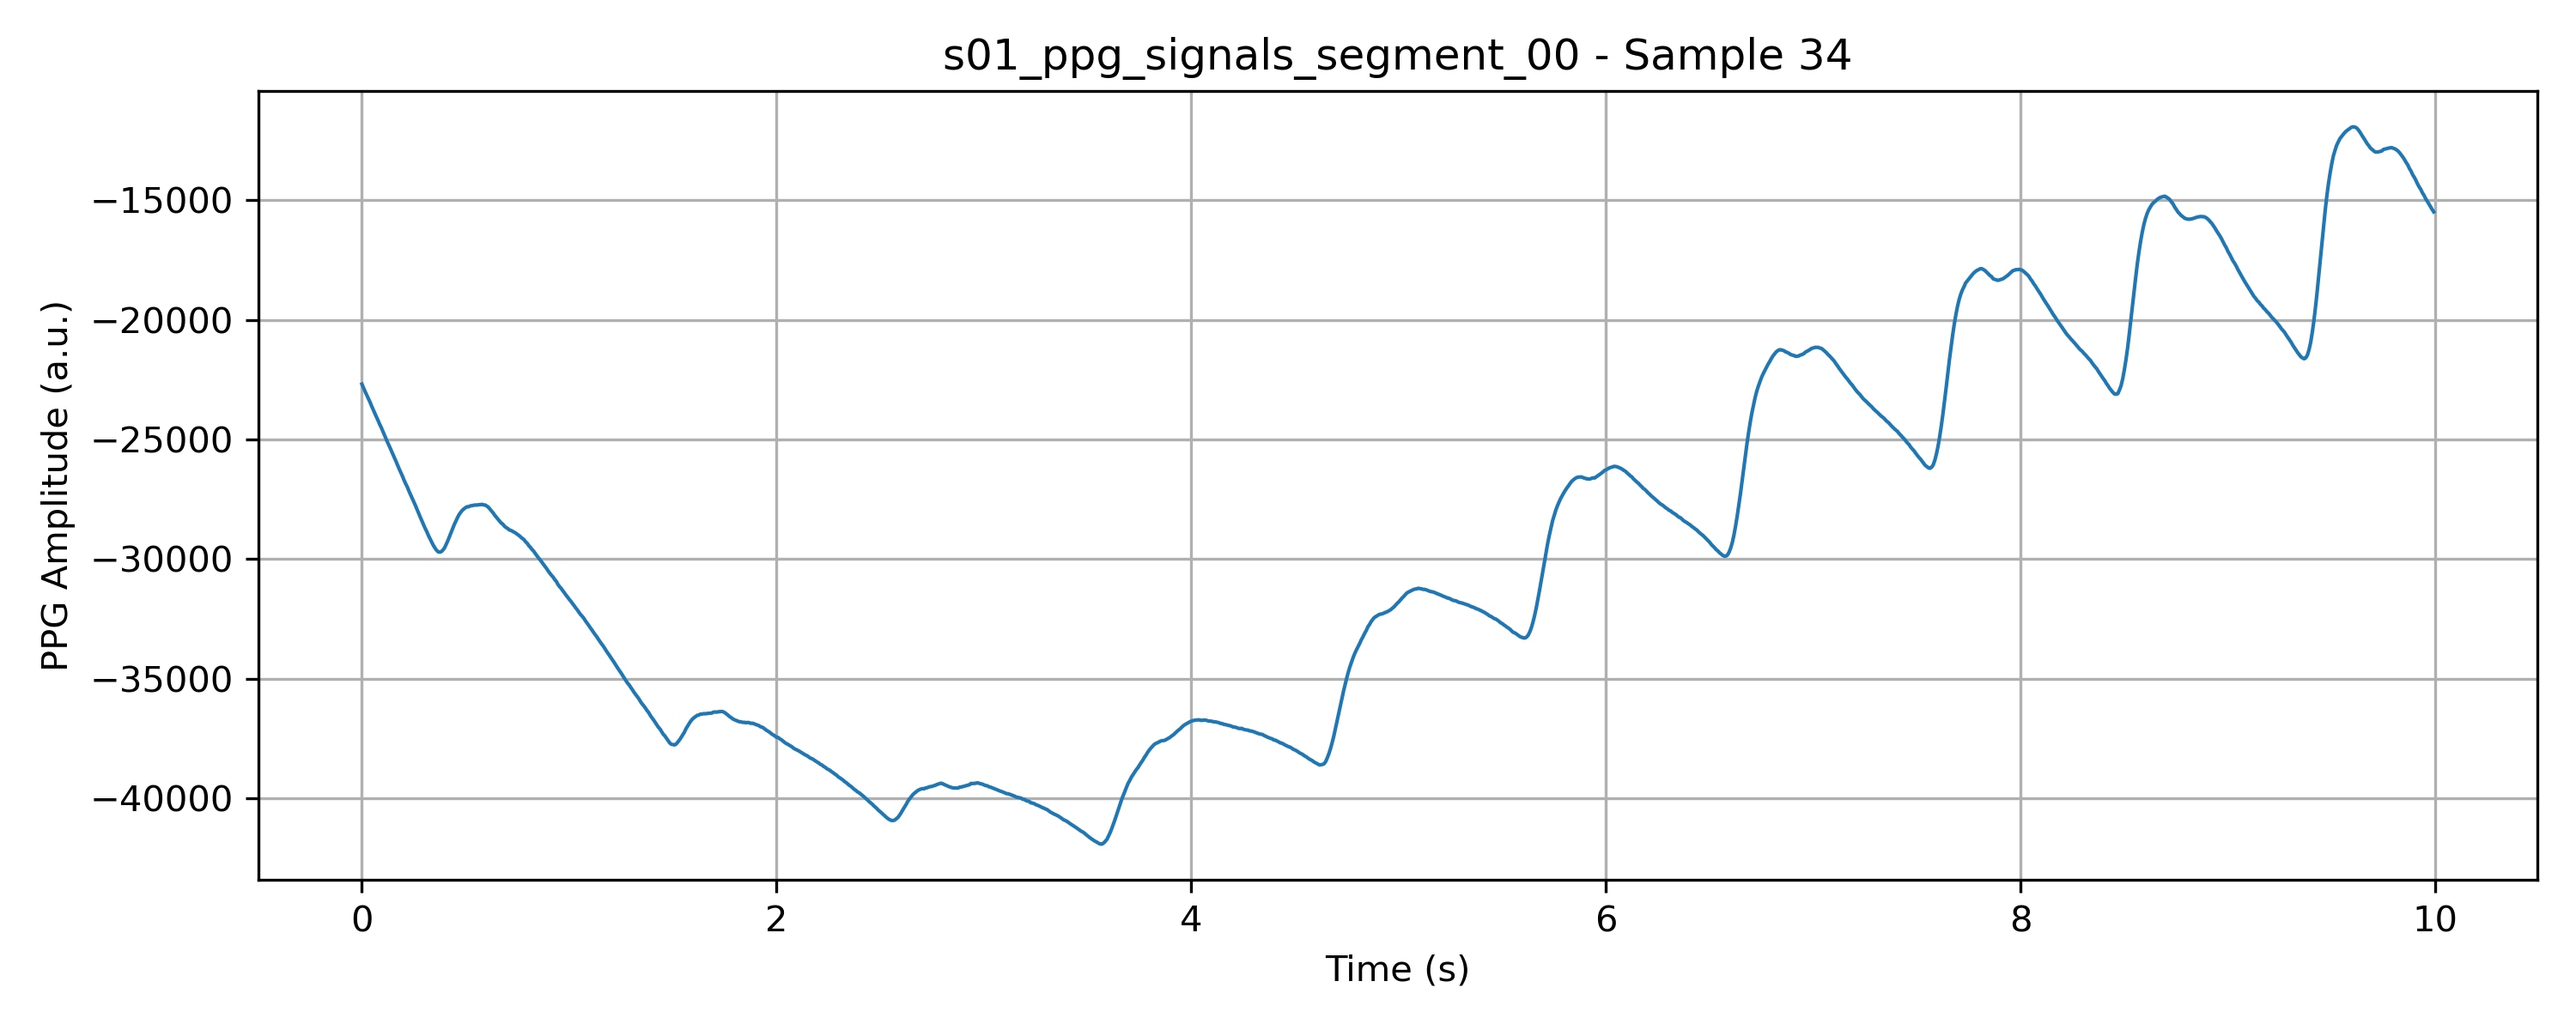 s01_ppg_signals_segment_00 - Sample 34
PPG Amplitude (a.u.)
−15000
−20000
−25000
−30000
−35000
−40000
0 2 4 6 8 10
Time (s)